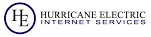 HE
HURRICANE ELECTRIC
INTERNET SERVICES